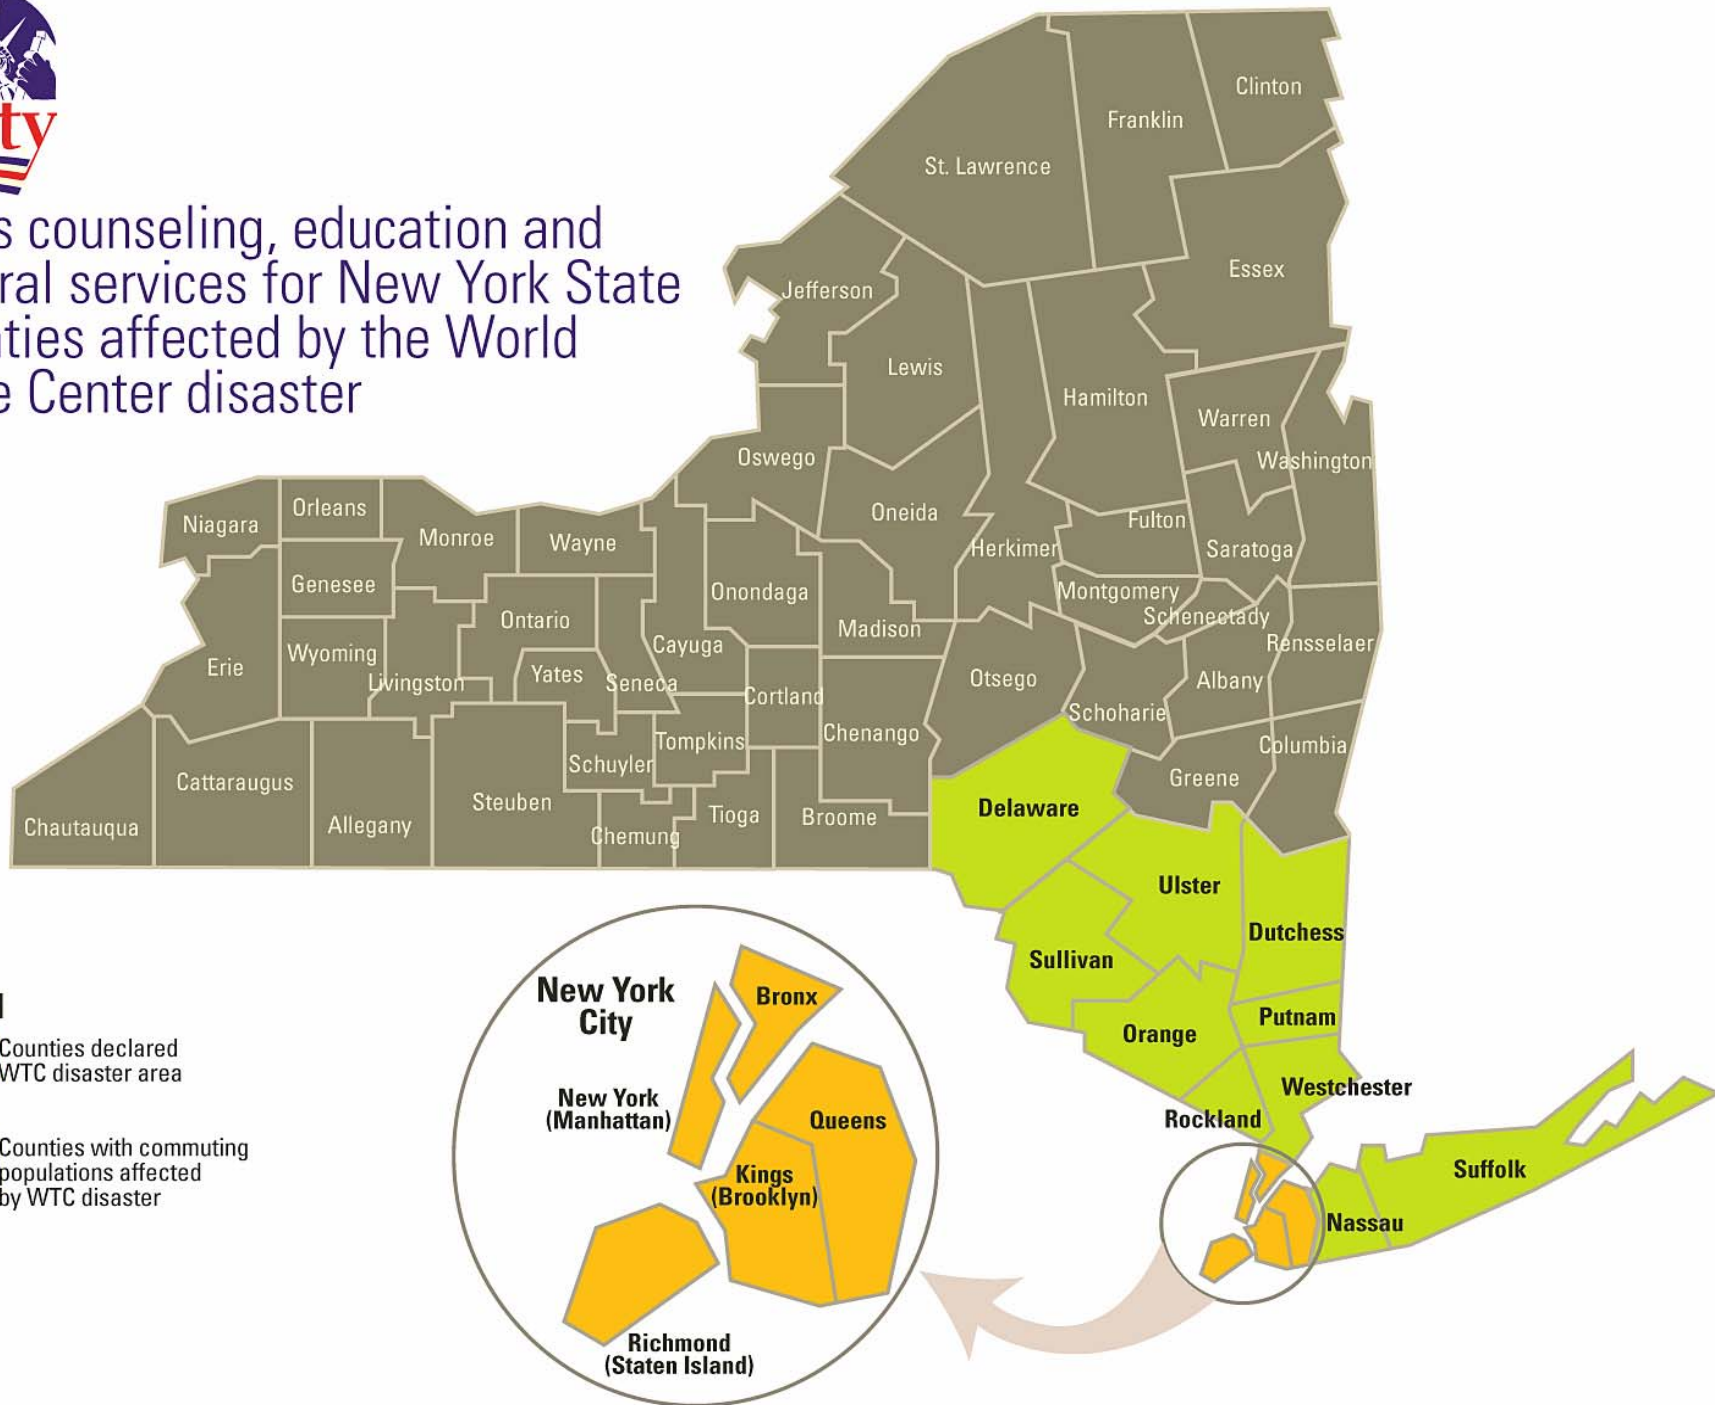 ty
s counseling, education and
ral services for New York State
ties affected by the World
e Center disaster
Clinton
Franklin
St. Lawrence
Essex
Jefferson
Lewis
Hamilton
Warren
Washington
Oswego
Oneida
Herkimer
Fulton
Saratoga
Niagara
Orleans
Monroe
Wayne
Genesee
Onondaga
Montgomery
Schenectady
Ontario
Madison
Cayuga
Rensselaer
Erie
Wyoming
Livingston
Yates
Seneca
Otsego
Albany
Cortland
Schoharie
Chenango
Tompkins
Columbia
Schuyler
Greene
Cattaraugus
Steuben
Chautauqua
Allegany
Chemung
Tioga
Broome
Delaware
Ulster
Dutchess
Sullivan
Putnam
Orange
Westchester
Rockland
Suffolk
Nassau
Counties declared
WTC disaster area
Counties with commuting
populations affected
by WTC disaster
New York
City
Bronx
New York
(Manhattan)
Queens
Kings
(Brooklyn)
Richmond
(Staten Island)